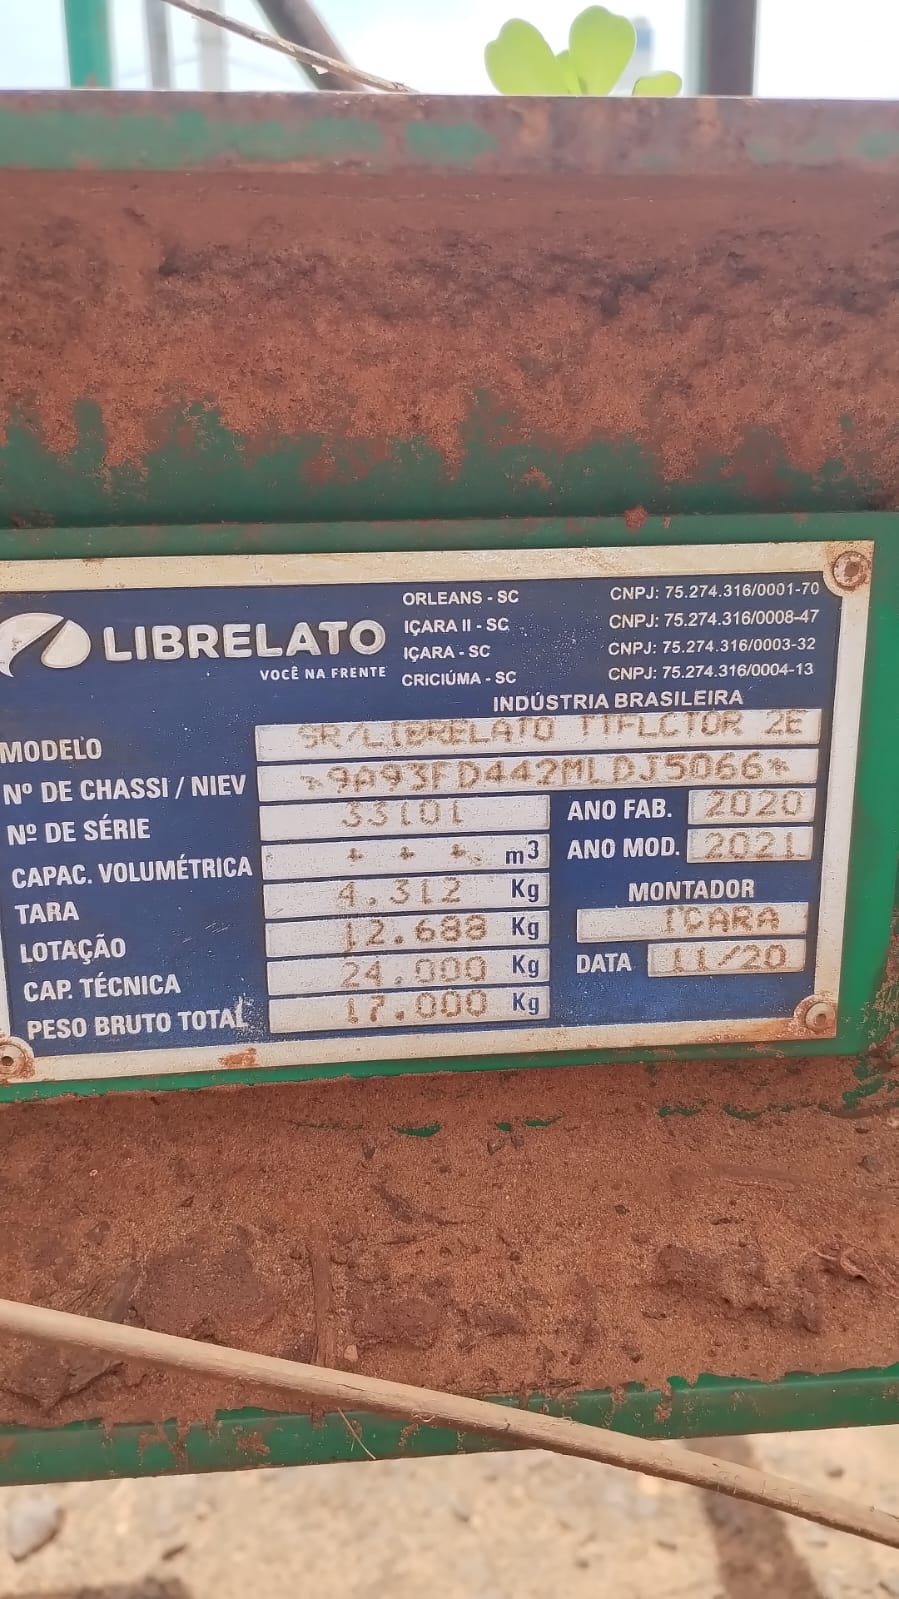 LIBRELATO
VOCÊ NA FRENTE
ORLEANS - SC CNPJ: 75.274.316/0001-70
IÇARA II - SC CNPJ: 75.274.316/0008-47
IÇARA - SC CNPJ: 75.274.316/0003-32
CRICIÚMA - SC CNPJ: 75.274.316/0004-13
INDÚSTRIA BRASILEIRA
MODELO SR/LIBRELATO 2E
Nº DE CHASSI / NIEV *9A93FD442MLDJ5066*
Nº DE SÉRIE 33101 ANO FAB. 2020
CAPAC. VOLUMÉTRICA m3 ANO MOD. 2021
TARA 4.312 Kg MONTADOR
LOTAÇÃO 12.688 Kg ICARA
CAP. TÉCNICA 24.000 Kg DATA 11/20
PESO BRUTO TOTAL 17.000 Kg